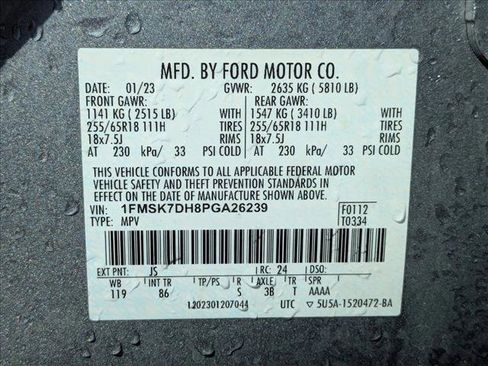 MFD. BY FORD MOTOR CO.
DATE: 01/23 GVWR: 2635 KG ( 5810 LB)
FRONT GAWR: REAR GAWR:
1141 KG ( 2515 LB) WITH 1547 KG ( 3410 LB) WITH
255/65R18 111H TIRES 255/65R18 111H TIRES
18x7.5J RIMS 18x7.5J RIMS
AT 230 kPa/ 33 PSI COLD AT 230 kPa/ 33 PSI COLD
THIS VEHICLE CONFORMS TO ALL APPLICABLE FEDERAL MOTOR
VEHICLE SAFETY AND THEFT PREVENTION STANDARDS IN
EFFECT ON THE DATE OF MANUFACTURE SHOWN ABOVE.
VIN: 1FMSK7DH8PGA26239 F0112
TYPE: MPV T0334
EXT PNT: JS RC: 24 DSO:
WB INT TR TP/PS R AXLE TR SPR
119 86 S 3B T AAAA
1202301207044 UTC ▽ 5U5A-1520472-BA